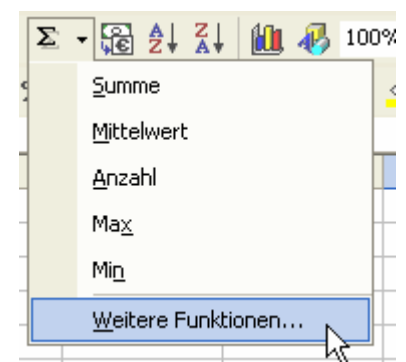 Σ 100%
Summe
Mittelwert
Anzahl
Max
Min
Weitere Funktionen...